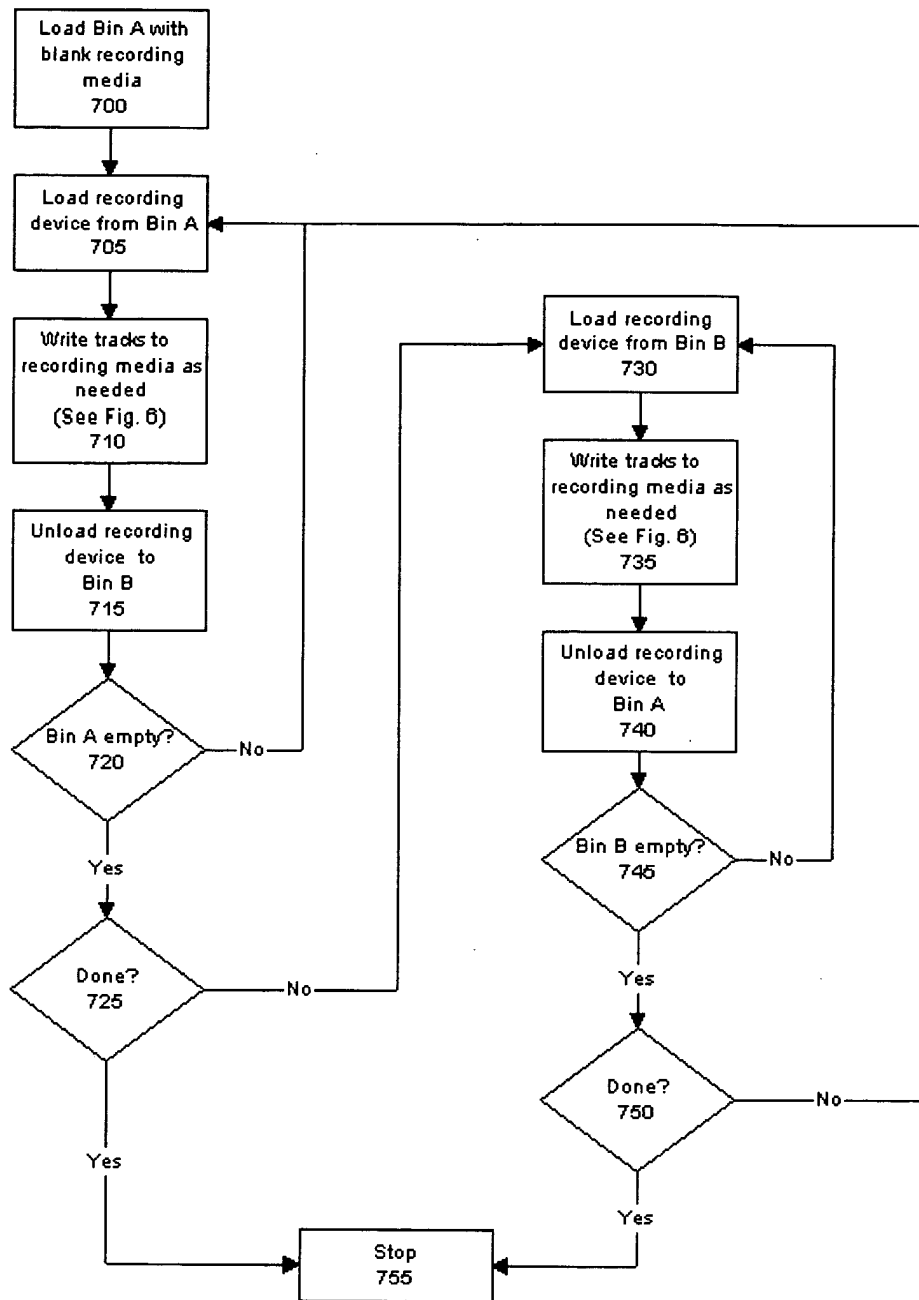 Load Bin A with
blank recording
media
700
Load recording
device from Bin A
705
Write tracks to
recording media as
needed
(See Fig. 6)
710
Unload recording
device to
Bin B
715
Bin A empty?
720
No
Yes
Done?
725
No
Yes
Load recording
device from Bin B
730
Write tracks to
recording media as
needed
(See Fig. 6)
735
Unload recording
device to
Bin A
740
Bin B empty?
745
No
Yes
Done?
750
No
Yes
Stop
755